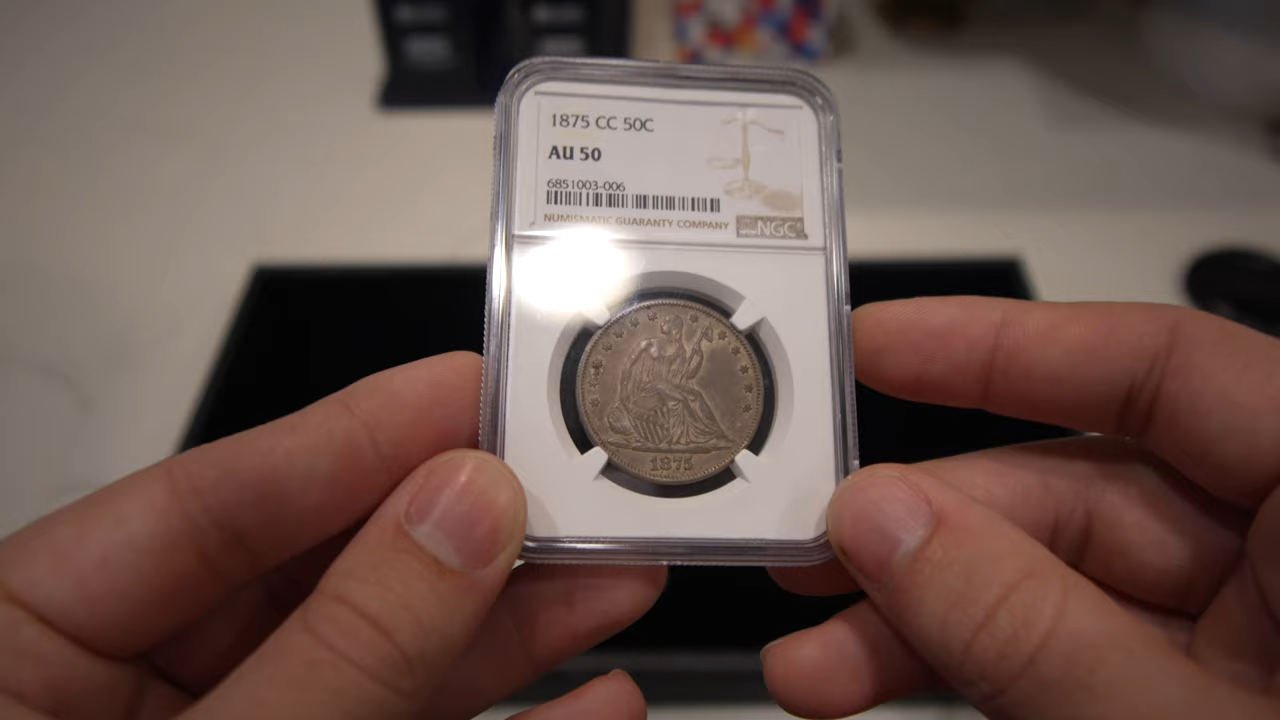 1875 CC 50C
AU 50
6851003-006
NUMISMATIC GUARANTY COMPANY
NGC
1875